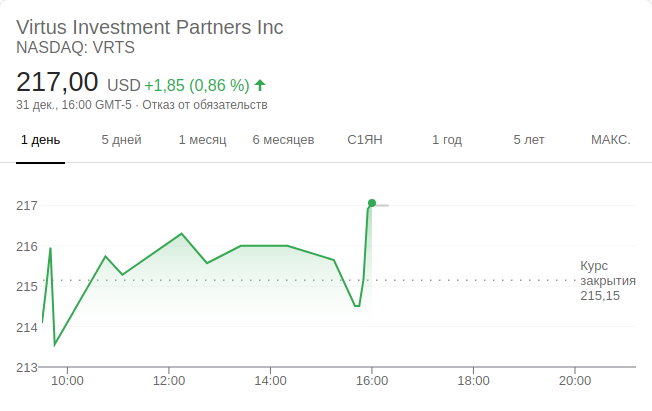 Virtus Investment Partners Inc
NASDAQ: VRTS
217,00 USD +1,85 (0,86 %)
31 дек., 16:00 GMT-5 · Отказ от обязательств
1 день 5 дней 1 месяц 6 месяцев С1ЯН 1 год 5 лет МАКС.
217
216
215
214
213
Курс
закрытия
215,15
10:00 12:00 14:00 16:00 18:00 20:00